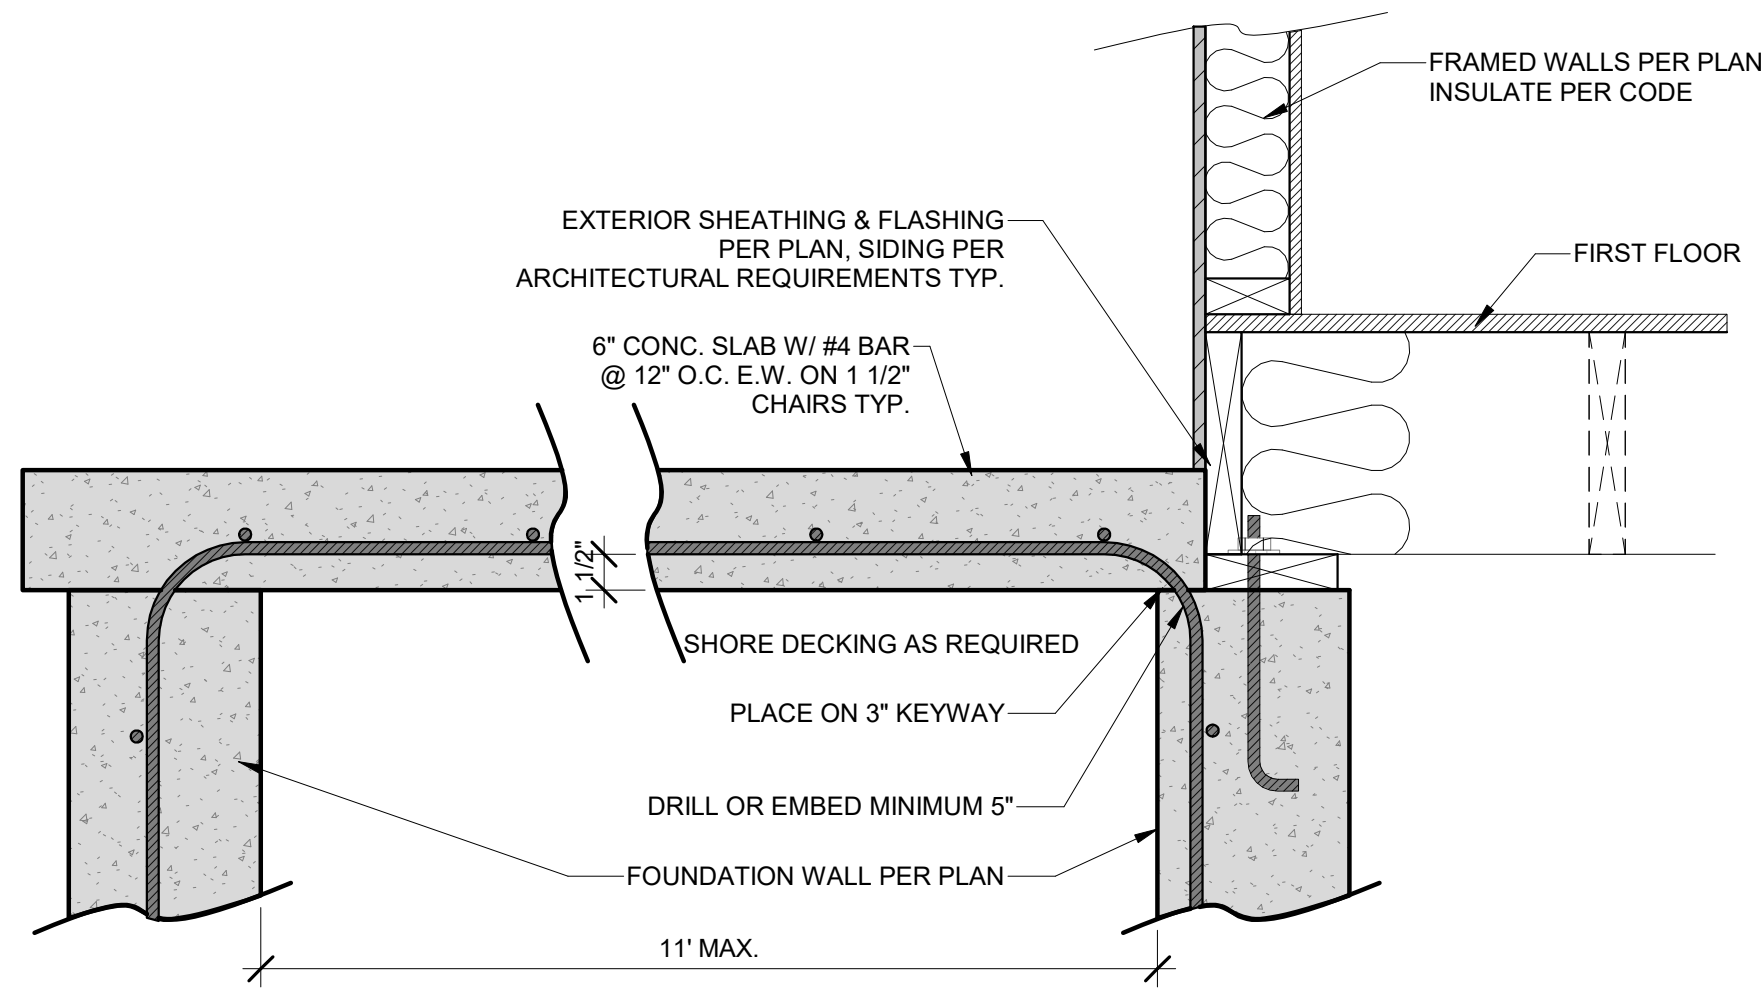 FRAMED WALLS PER PLAN
INSULATE PER CODE
EXTERIOR SHEATHING & FLASHING
PER PLAN, SIDING PER
ARCHITECTURAL REQUIREMENTS TYP.
FIRST FLOOR
6" CONC. SLAB W/ #4 BAR
@ 12" O.C. E.W. ON 1 1/2"
CHAIRS TYP.
1 1/2"
SHORE DECKING AS REQUIRED
PLACE ON 3" KEYWAY
DRILL OR EMBED MINIMUM 5"
FOUNDATION WALL PER PLAN
11' MAX.